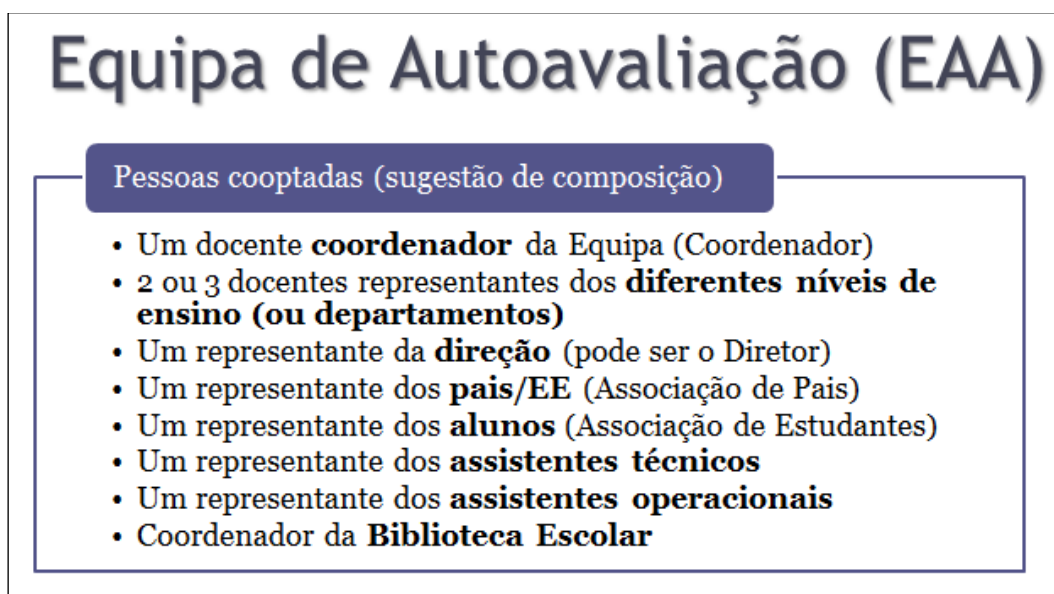 Equipa de Autoavaliação (EAA)
Pessoas cooptadas (sugestão de composição)
• Um docente coordenador da Equipa (Coordenador)
• 2 ou 3 docentes representantes dos diferentes níveis de
ensino (ou departamentos)
• Um representante da direção (pode ser o Diretor)
• Um representante dos pais/EE (Associação de Pais)
• Um representante dos alunos (Associação de Estudantes)
• Um representante dos assistentes técnicos
• Um representante dos assistentes operacionais
• Coordenador da Biblioteca Escolar